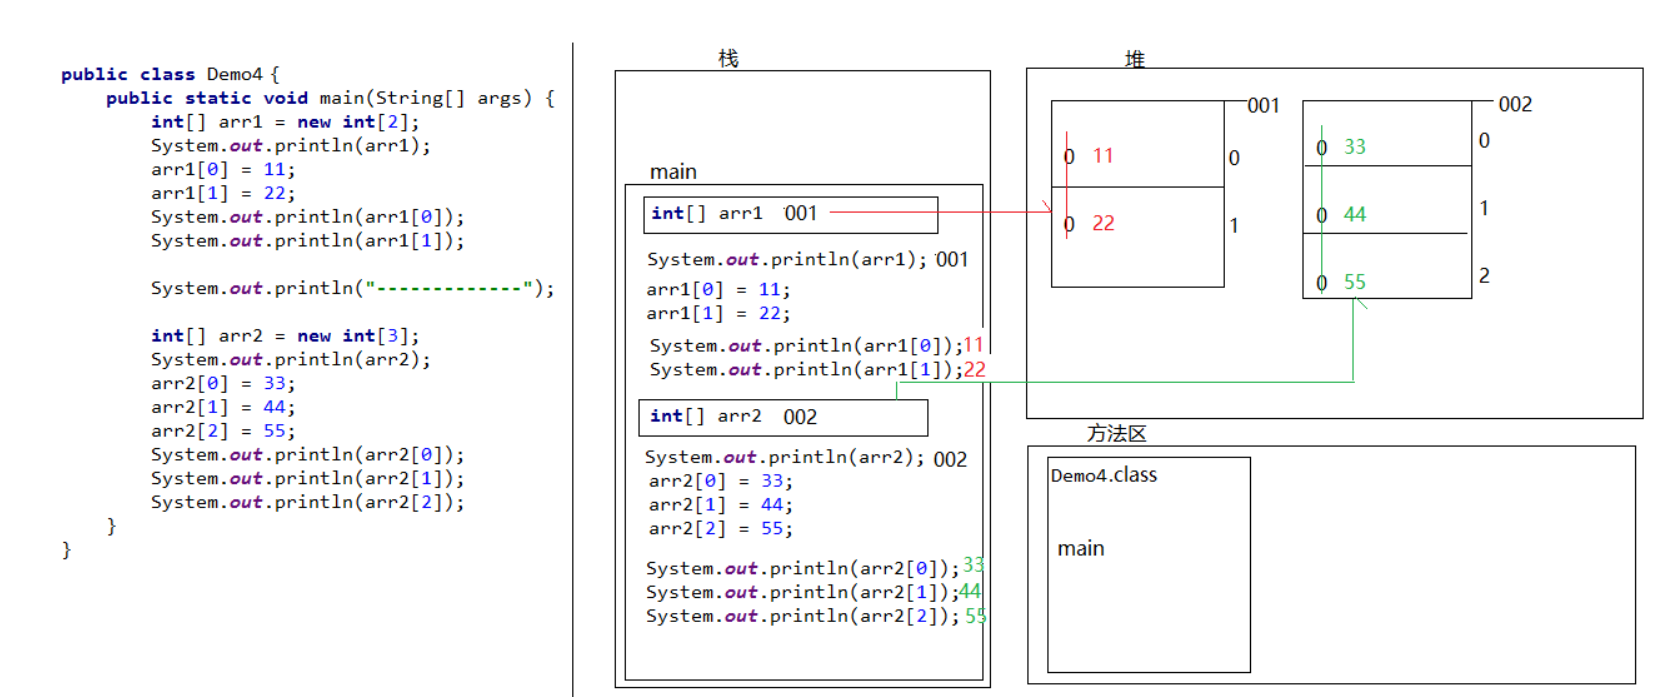 public class Demo4 {
public static void main(String[] args) {
int[] arr1 = new int[2];
System.out.println(arr1);
arr1[0] = 11;
arr1[1] = 22;
System.out.println(arr1[0]);
System.out.println(arr1[1]);
System.out.println("-------------");
int[] arr2 = new int[3];
System.out.println(arr2);
arr2[0] = 33;
arr2[1] = 44;
arr2[2] = 55;
System.out.println(arr2[0]);
System.out.println(arr2[1]);
System.out.println(arr2[2]);
}
}
栈
main
int[] arr1 001
System.out.println(arr1); 001
arr1[0] = 11;
arr1[1] = 22;
System.out.println(arr1[0]);11
System.out.println(arr1[1]);22
int[] arr2 002
System.out.println(arr2); 002
arr2[0] = 33;
arr2[1] = 44;
arr2[2] = 55;
System.out.println(arr2[0]);33
System.out.println(arr2[1]);44
System.out.println(arr2[2]);55
堆
001
0 11 0
0 22 1
002
0 33 0
0 44 1
0 55 2
方法区
Demo4.class
main